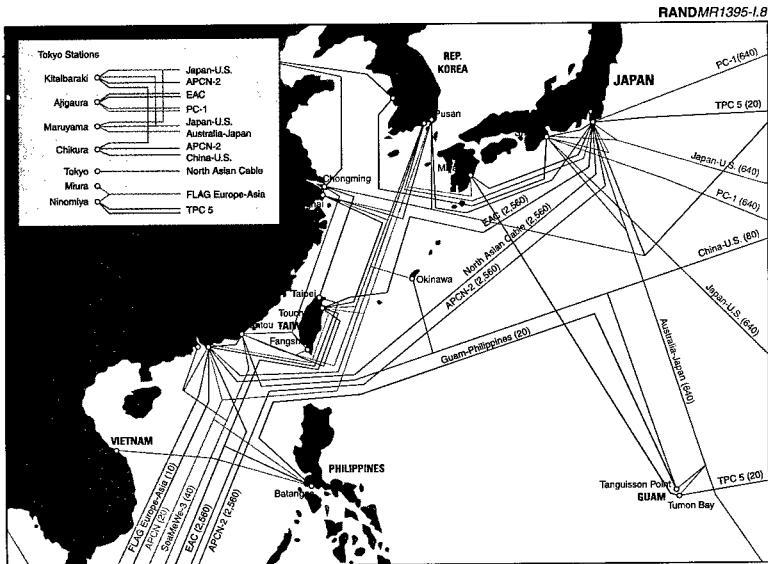 RANDMR1395-I.8
Tokyo Stations
Kitaibaraki
Ajigaura
Maruyama
Chikura
Tokyo
Miura
Ninomiya
Japan-U.S.
APCN-2
EAC
PC-1
Japan-U.S.
Australia-Japan
APCN-2
China-U.S.
North Asian Cable
FLAG Europe-Asia
TPC 5
REP.
KOREA
Pusan
JAPAN
PC-1(640)
TPC 5 (20)
Japan-U.S. (640)
PC-1 (640)
China-U.S. (80)
Japan-U.S. (640)
Chongming
EAC (2,560)
North Asian Cable (2,560)
APCN-2 (2,560)
Okinawa
Taipei
Fangsh
Guam-Philippines (20)
Australia-Japan (640)
VIETNAM
PHILIPPINES
Batangas
FLAG Europe-Asia (10)
APCN (20)
SeaMeWe-3 (40)
EAC (2,560)
APCN-2 (2,560)
Tanguisson Point
GUAM
Tumon Bay
TPC 5 (20)